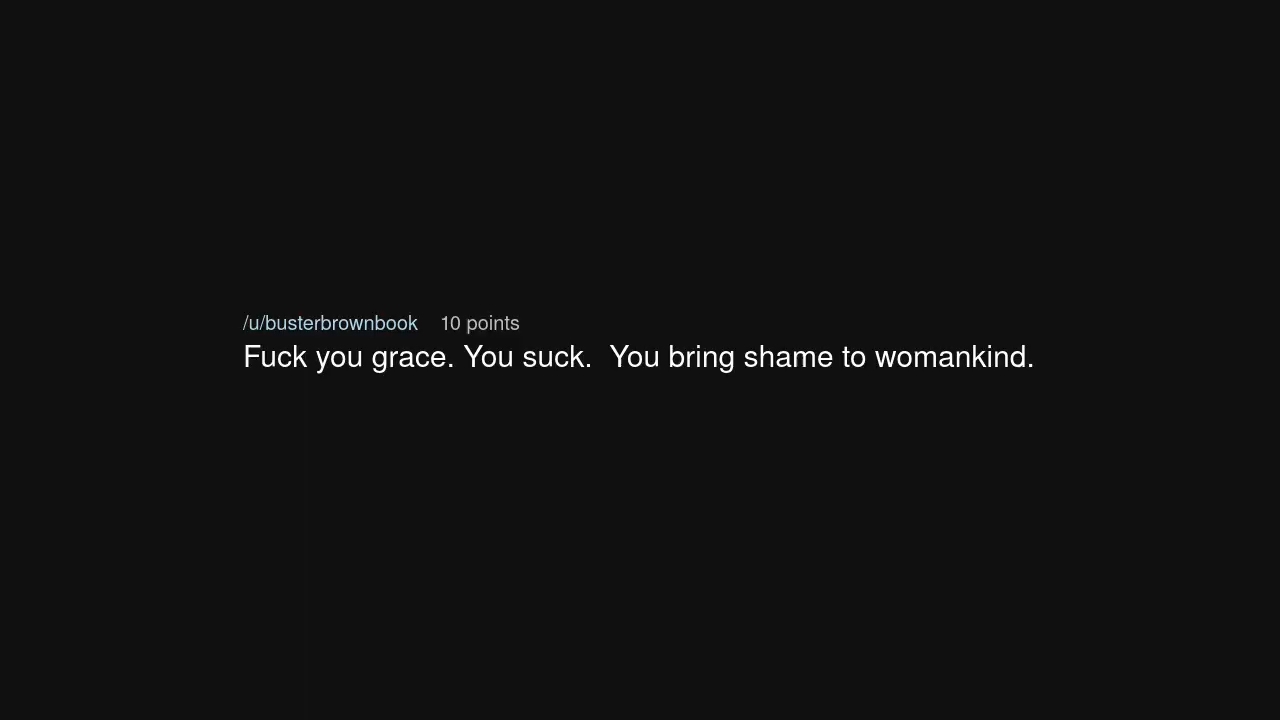 /u/busterbrownbook 10 points
Fuck you grace. You suck.  You bring shame to womankind.